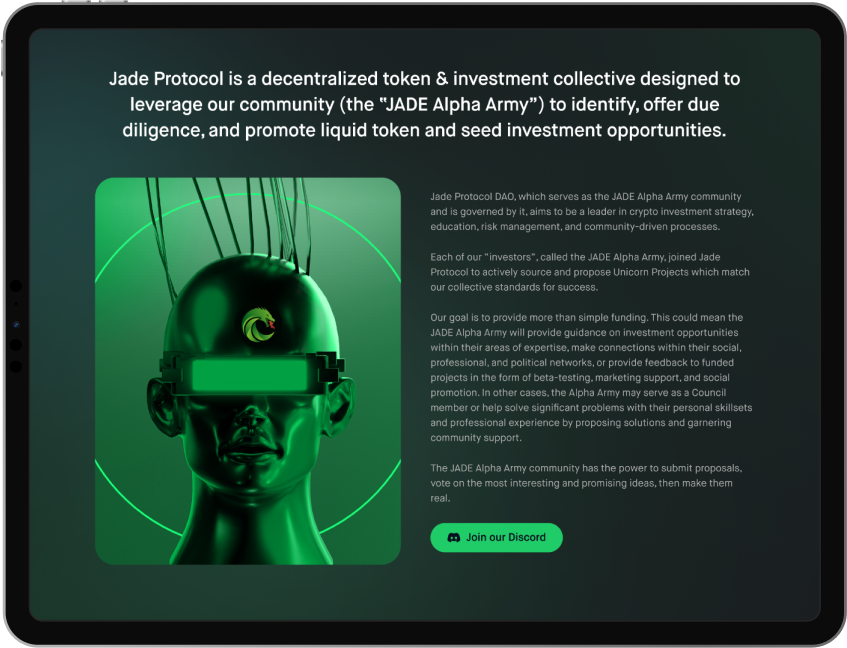 Jade Protocol is a decentralized token & investment collective designed to
leverage our community (the “JADE Alpha Army”) to identify, offer due
diligence, and promote liquid token and seed investment opportunities.
Jade Protocol DAO, which serves as the JADE Alpha Army community
and is governed by it, aims to be a leader in crypto investment strategy,
education, risk management, and community-driven processes.
Each of our "investors", called the JADE Alpha Army, joined Jade
Protocol to actively source and propose Unicorn Projects which match
our collective standards for success.
Our goal is to provide more than simple funding. This could mean the
JADE Alpha Army will provide guidance on investment opportunities
within their areas of expertise, make connections within their social,
professional, and political networks, or provide feedback to funded
projects in the form of beta-testing, marketing support, and social
promotion. In other cases, the Alpha Army may serve as a Council
member or help solve significant problems with their personal skillsets
and professional experience by proposing solutions and garnering
community support.
The JADE Alpha Army community has the power to submit proposals,
vote on the most interesting and promising ideas, then make them
real.
Join our Discord